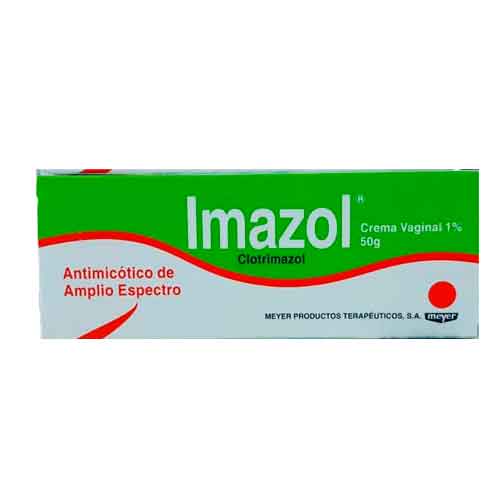 Imazol®
Clotrimazol
Crema Vaginal 1%
50g
Antimicótico de
Amplio Espectro
MEYER PRODUCTOS TERAPÉUTICOS, S.A.
meyer